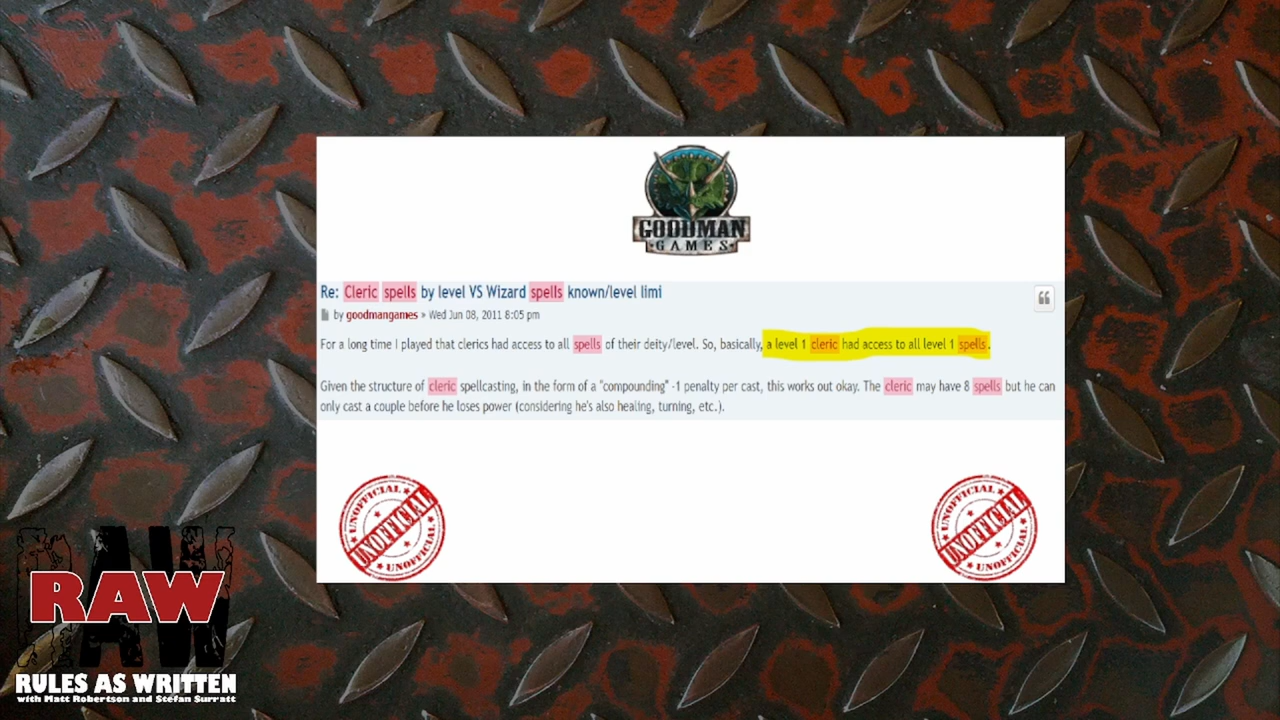 GOODMAN
GAMES
Re: Cleric spells by level VS Wizard spells known/level limi
by goodmangames » Wed Jun 08, 2011 8:05 pm
For a long time I played that clerics had access to all spells of their deity/level. So, basically, a level 1 cleric had access to all level 1 spells.
Given the structure of cleric spellcasting, in the form of a "compounding" -1 penalty per cast, this works out okay. The cleric may have 8 spells but he can
only cast a couple before he loses power (considering he's also healing, turning, etc.).
UNOFFICIAL
UNOFFICIAL
UNOFFICIAL
UNOFFICIAL
UNOFFICIAL
UNOFFICIAL
RAW
RAW
RULES AS WRITTEN
with Matt Robertson and Stefan Surratt